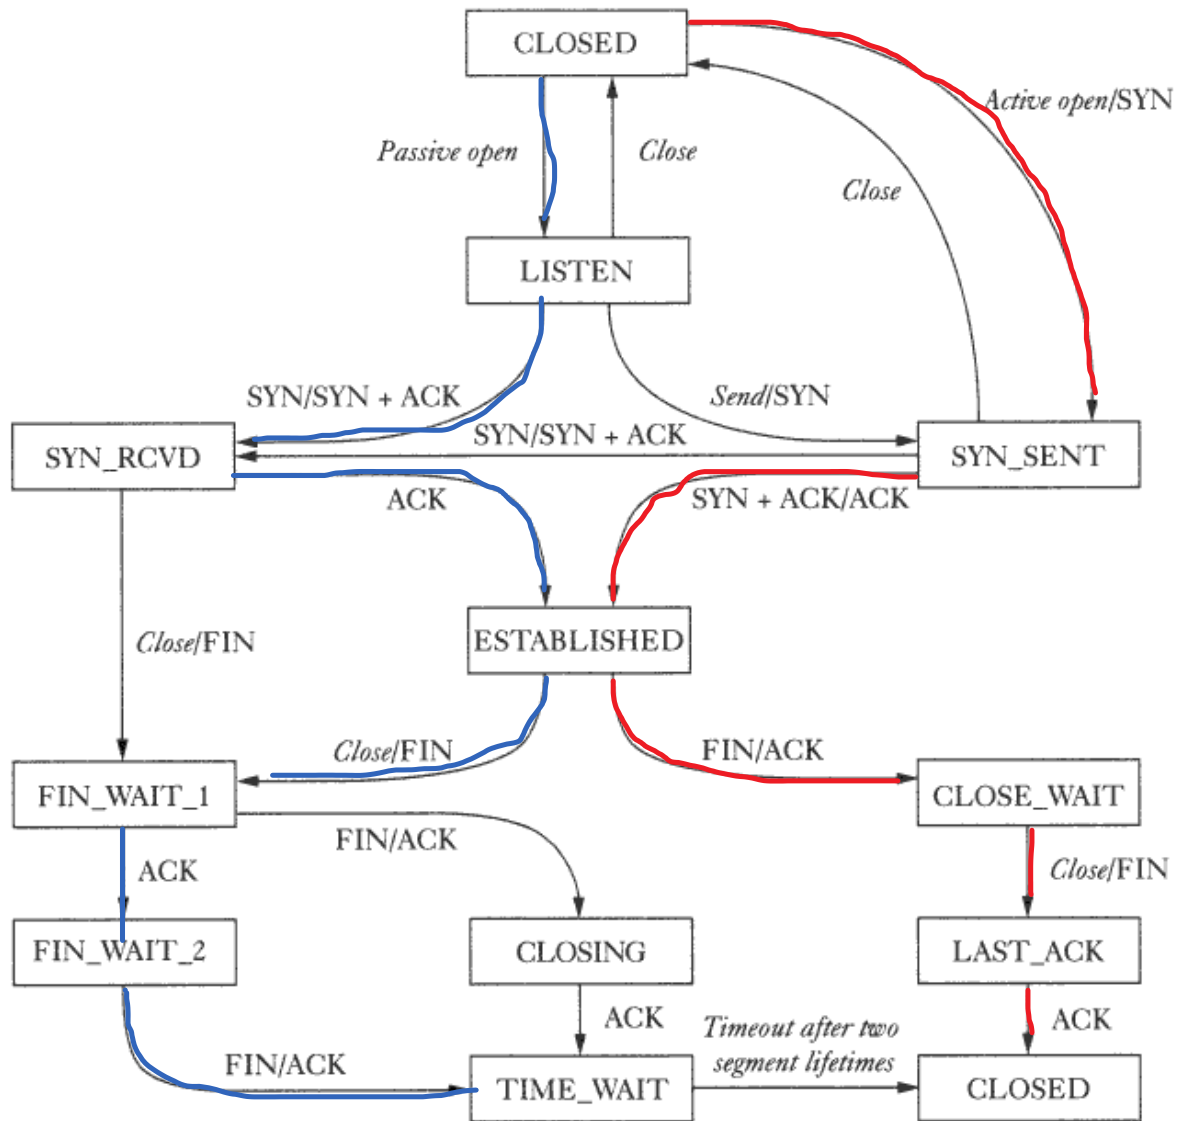 CLOSED
Active open/SYN
Passive open
Close
Close
LISTEN
SYN/SYN + ACK
Send/SYN
SYN/SYN + ACK
SYN_RCVD
SYN_SENT
ACK
SYN + ACK/ACK
Close/FIN
ESTABLISHED
Close/FIN
FIN/ACK
FIN_WAIT_1
CLOSE_WAIT
FIN/ACK
ACK
Close/FIN
FIN_WAIT_2
CLOSING
LAST_ACK
ACK
ACK
Timeout after two
segment lifetimes
FIN/ACK
TIME_WAIT
CLOSED